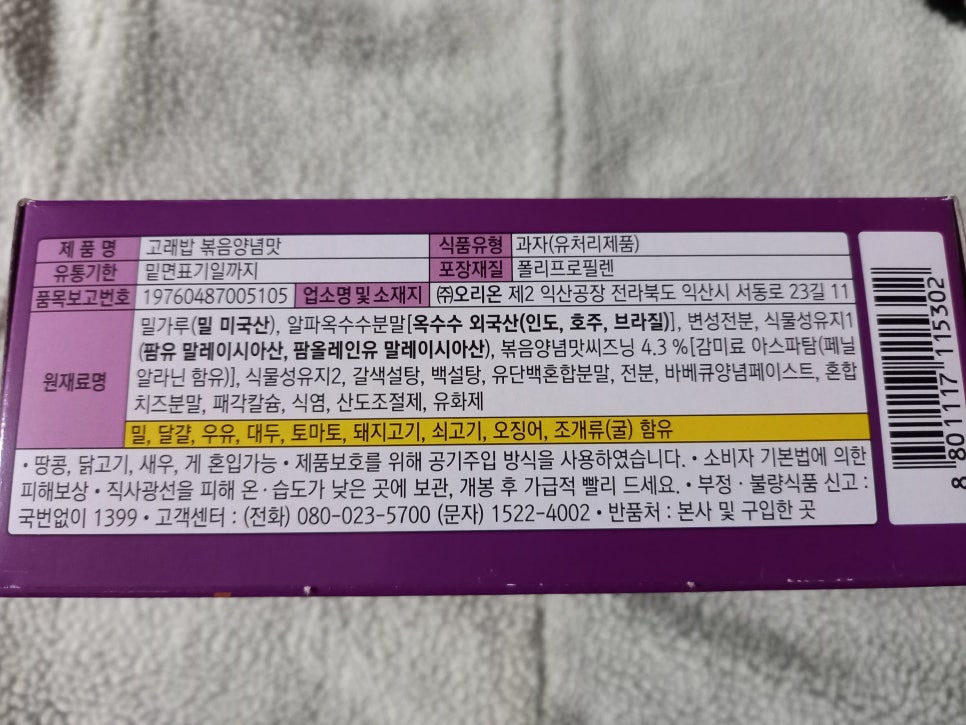 제 품 명 고래밥 볶음양념맛 식품유형 과자(유처리제품)
유통기한 밑면표기일까지 포장재질 폴리프로필렌
품목보고번호 19760487005105 업소명 및 소재지 ㈜오리온 제2 익산공장 전라북도 익산시 서동로 23길 11
원재료명
밀가루(밀 미국산), 알파옥수수분말[옥수수 외국산(인도, 호주, 브라질)], 변성전분, 식물성유지1
(팜유 말레이시아산, 팜올레인유 말레이시아산), 볶음양념맛씨즈닝 4.3 %[감미료 아스파탐(페닐
알라닌 함유)], 식물성유지2, 갈색설탕, 백설탕, 유단백혼합분말, 전분, 바베큐양념페이스트, 혼합
치즈분말, 패각칼슘, 식염, 산도조절제, 유화제
밀, 달걀, 우유, 대두, 토마토, 돼지고기, 쇠고기, 오징어, 조개류(굴) 함유
• 땅콩, 닭고기, 새우, 게 혼입가능 • 제품보호를 위해 공기주입 방식을 사용하였습니다. • 소비자 기본법에 의한
피해보상 • 직사광선을 피해 온 · 습도가 낮은 곳에 보관, 개봉 후 가급적 빨리 드세요. • 부정 · 불량식품 신고 :
국번없이 1399 • 고객센터 : (전화) 080-023-5700 (문자) 1522-4002 • 반품처 : 본사 및 구입한 곳
8 801117 115302